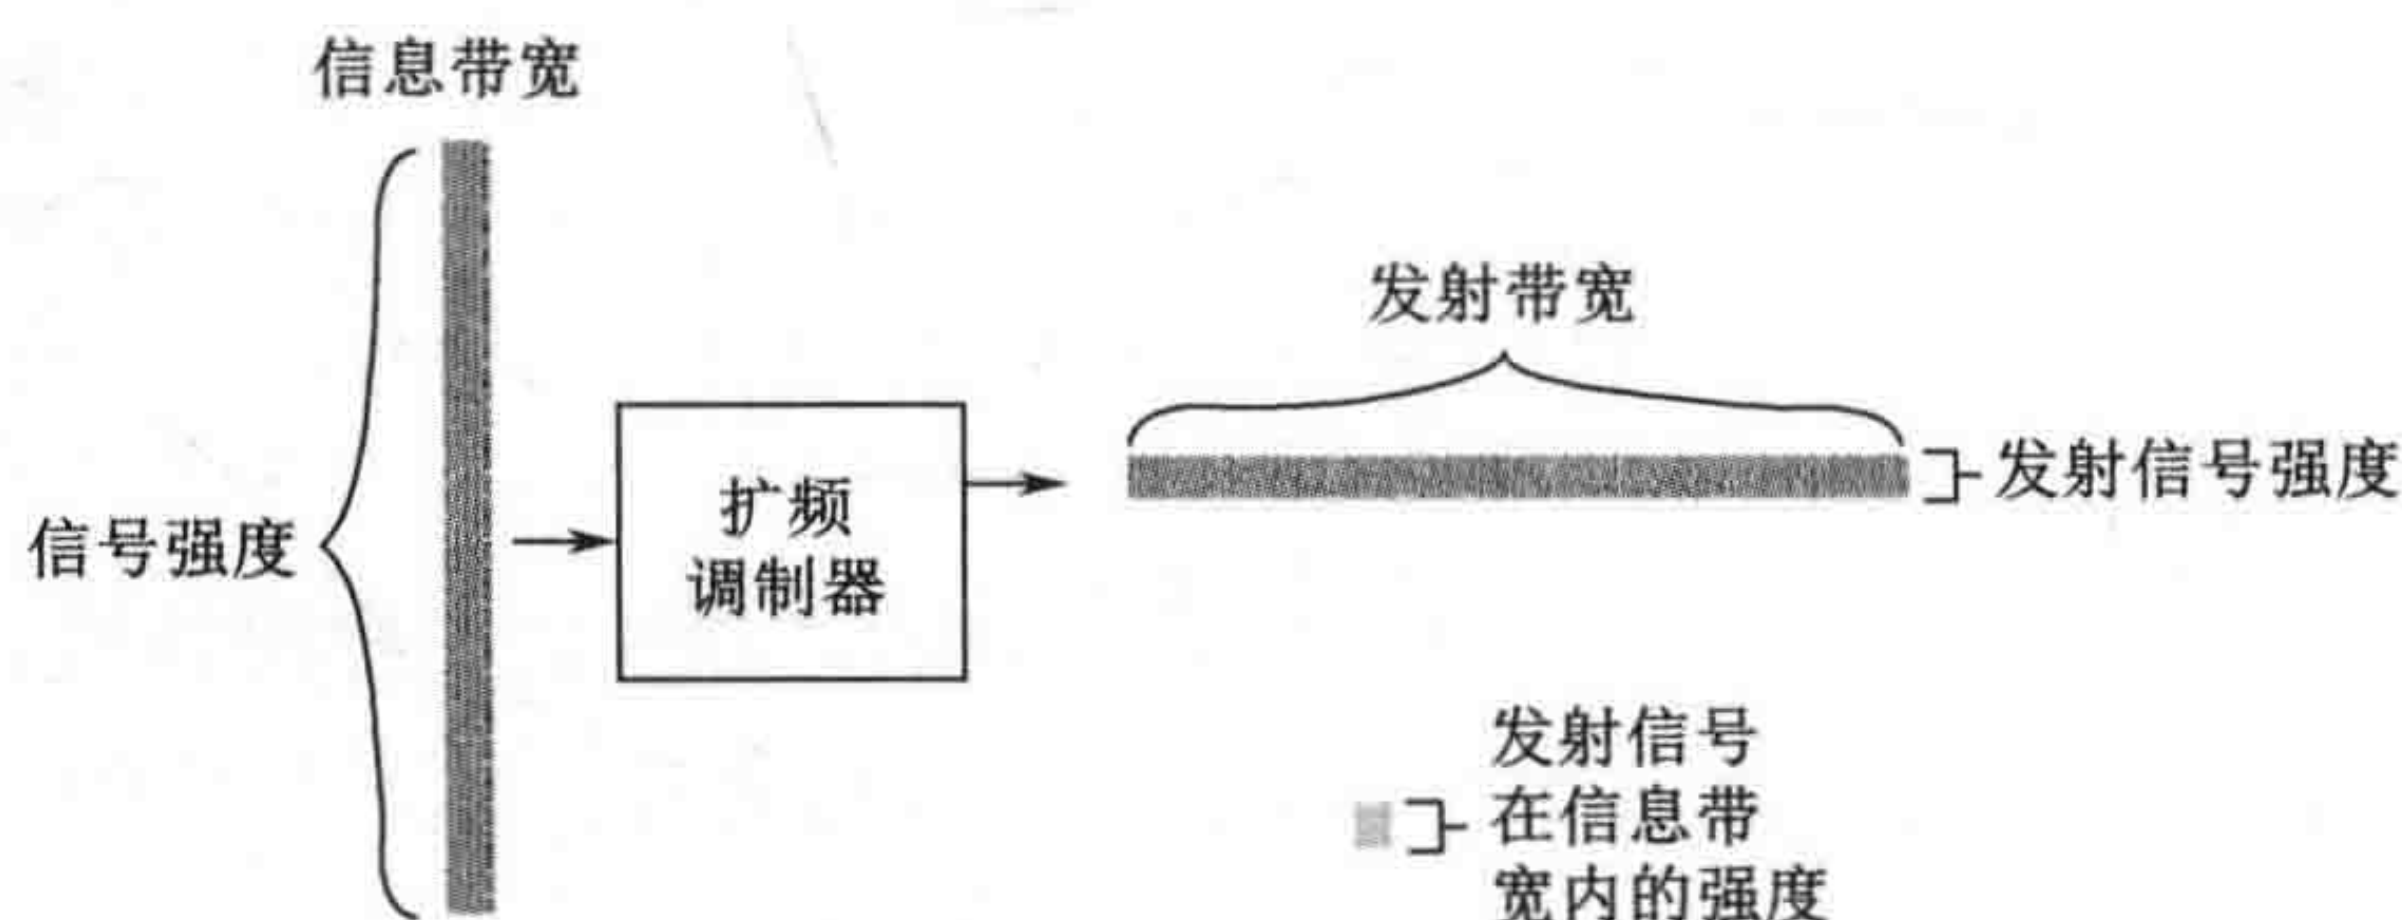 信息带宽
信号强度
扩频
调制器
发射带宽
发射信号强度
发射信号
在信息带
宽内的强度